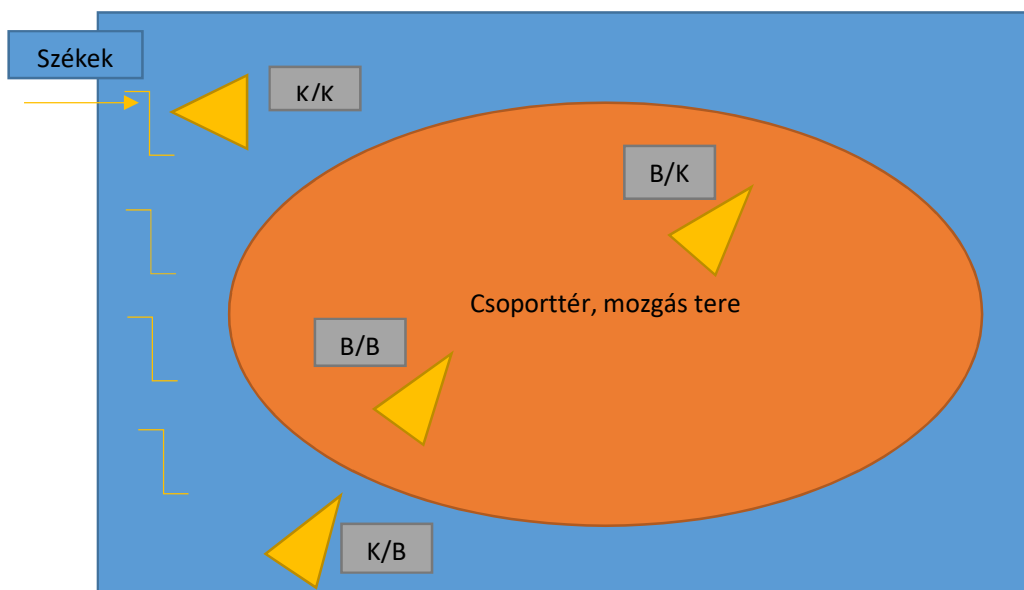 Székek
K/K
B/K
Csoporttér, mozgás tere
B/B
K/B